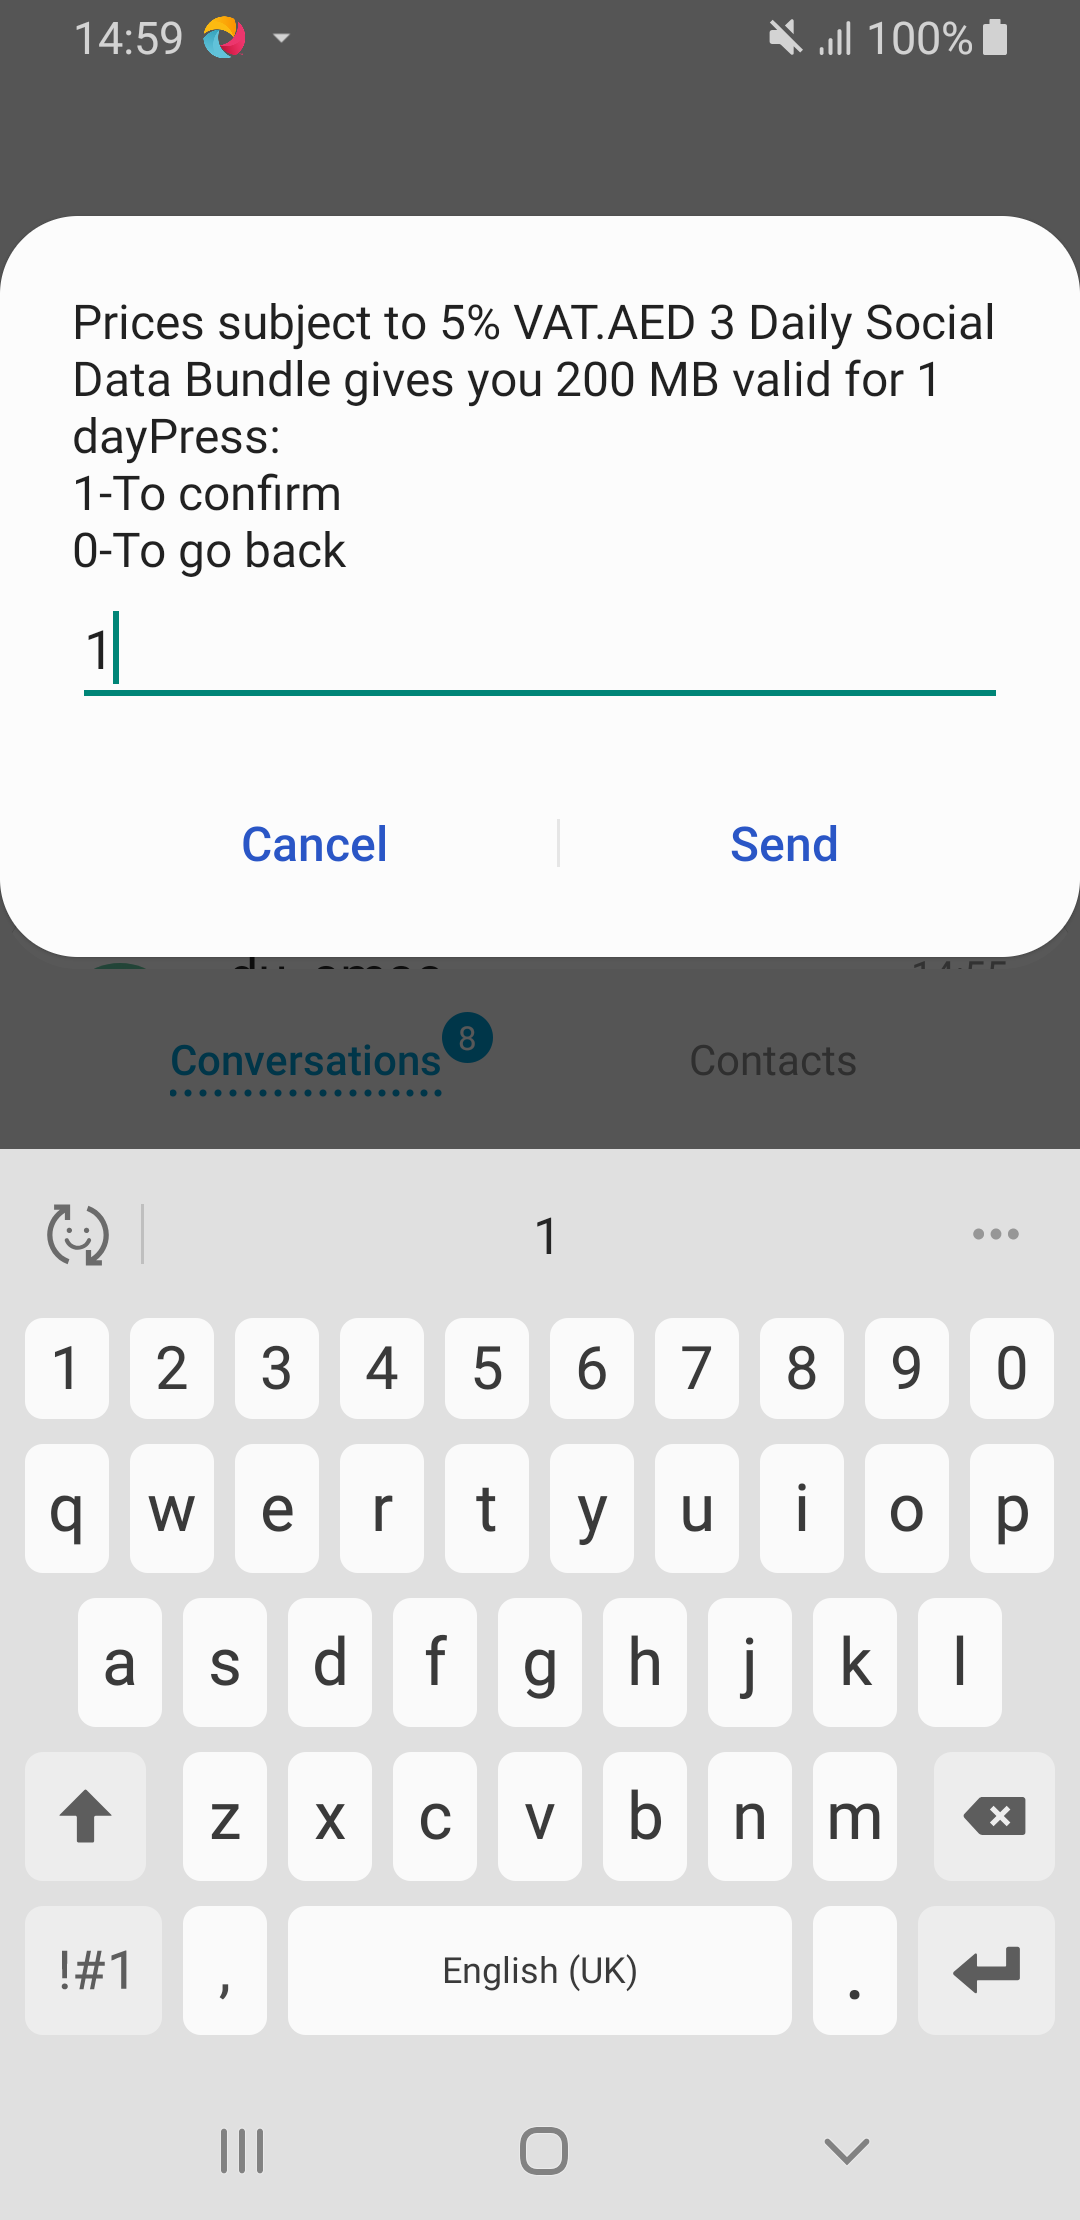 14:59 100%
Prices subject to 5% VAT.AED 3 Daily Social
Data Bundle gives you 200 MB valid for 1
dayPress:
1-To confirm
0-To go back
1
Cancel Send
Conversations 8 Contacts
1
1 2 3 4 5 6 7 8 9 0
q w e r t y u i o p
a s d f g h j k l
z x c v b n m
!#1 , English (UK) .